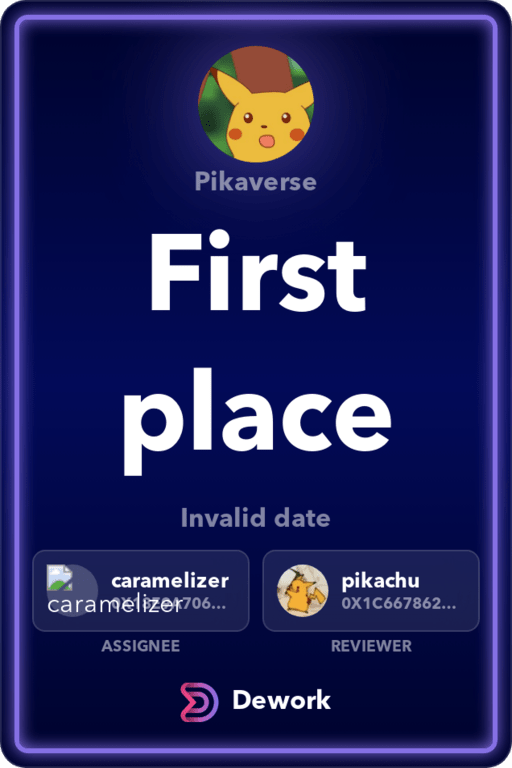 Pikaverse
First
place
Invalid date
caramelizer
caramelizer
pikachu
0X1C667862...
ASSIGNEE
REVIEWER
Dework